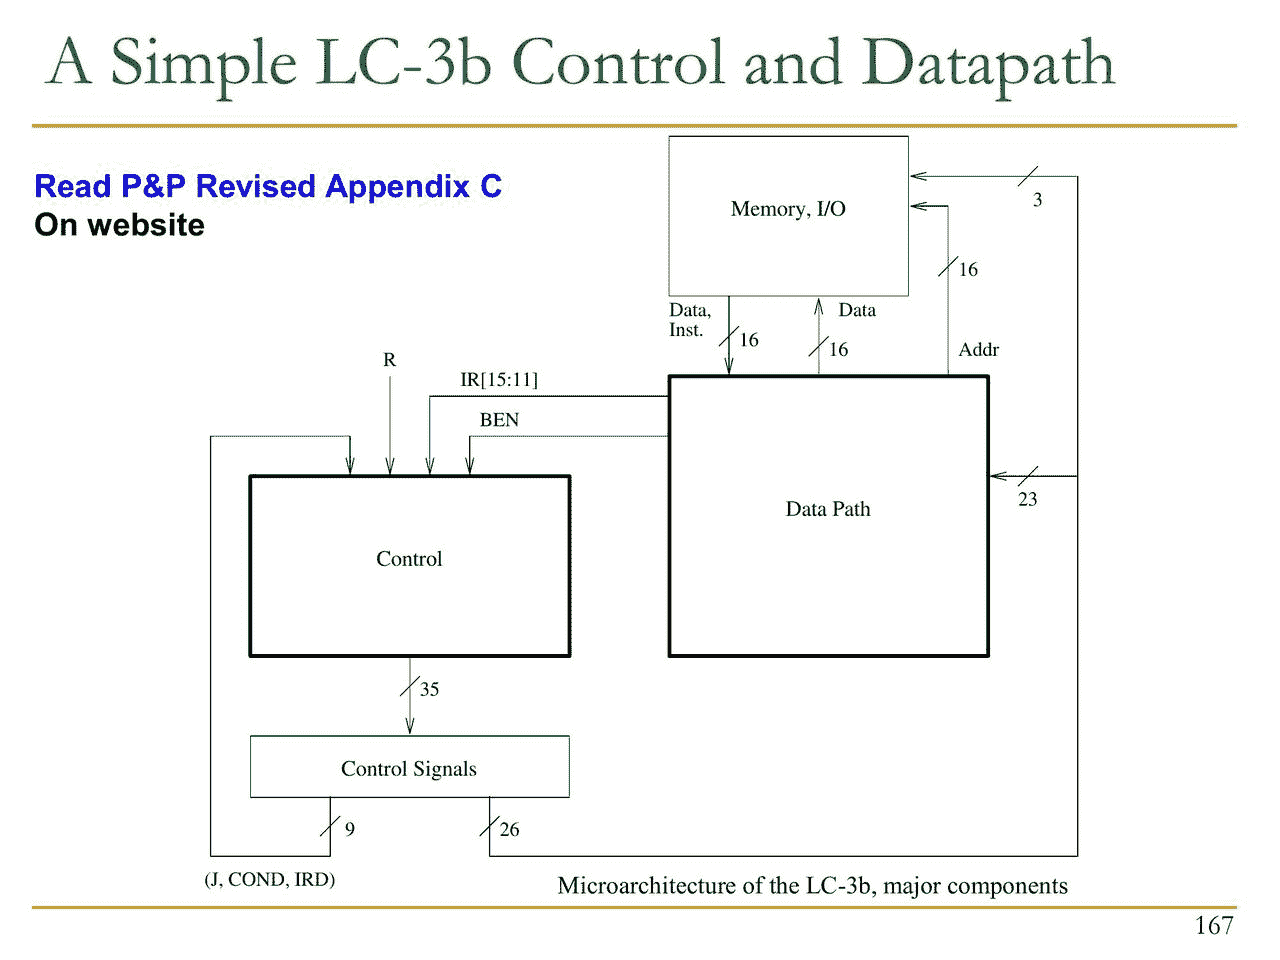 A Simple LC-3b Control and Datapath
Read P&P Revised Appendix C
On website
Memory, I/O
3
16
Data,
Inst.
16
Data
16
Addr
R
IR[15:11]
BEN
Control
Data Path
23
35
Control Signals
9
26
(J, COND, IRD)
Microarchitecture of the LC-3b, major components
167